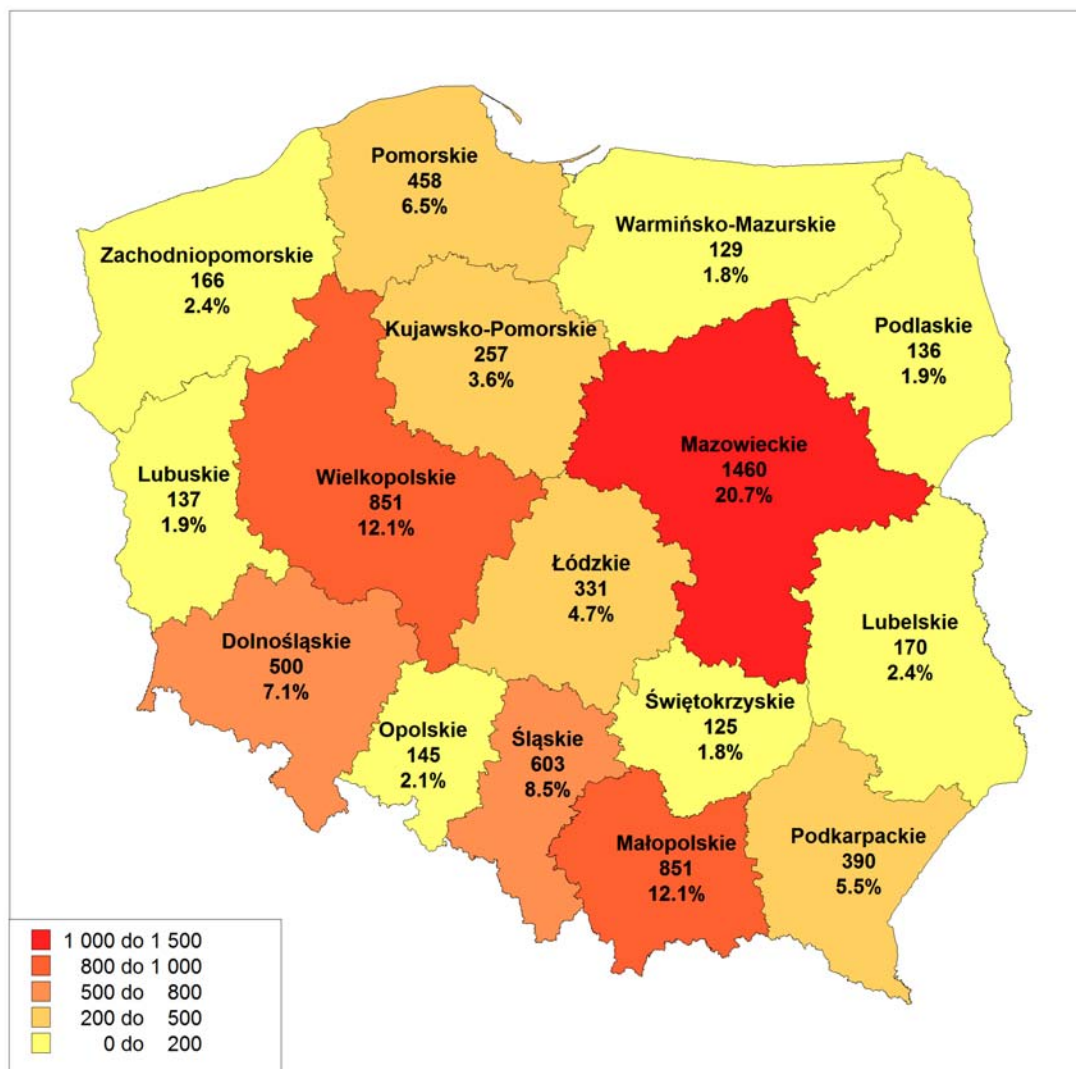 Pomorskie
458
6.5%
Warmińsko-Mazurskie
129
1.8%
Zachodniopomorskie
166
2.4%
Kujawsko-Pomorskie
257
3.6%
Podlaskie
136
1.9%
Mazowieckie
1460
20.7%
Lubuskie
137
1.9%
Wielkopolskie
851
12.1%
Łódzkie
331
4.7%
Lubelskie
170
2.4%
Dolnośląskie
500
7.1%
Świętokrzyskie
125
1.8%
Opolskie
145
2.1%
Śląskie
603
8.5%
Małopolskie
851
12.1%
Podkarpackie
390
5.5%
1 000 do 1 500
800 do 1 000
500 do 800
200 do 500
0 do 200